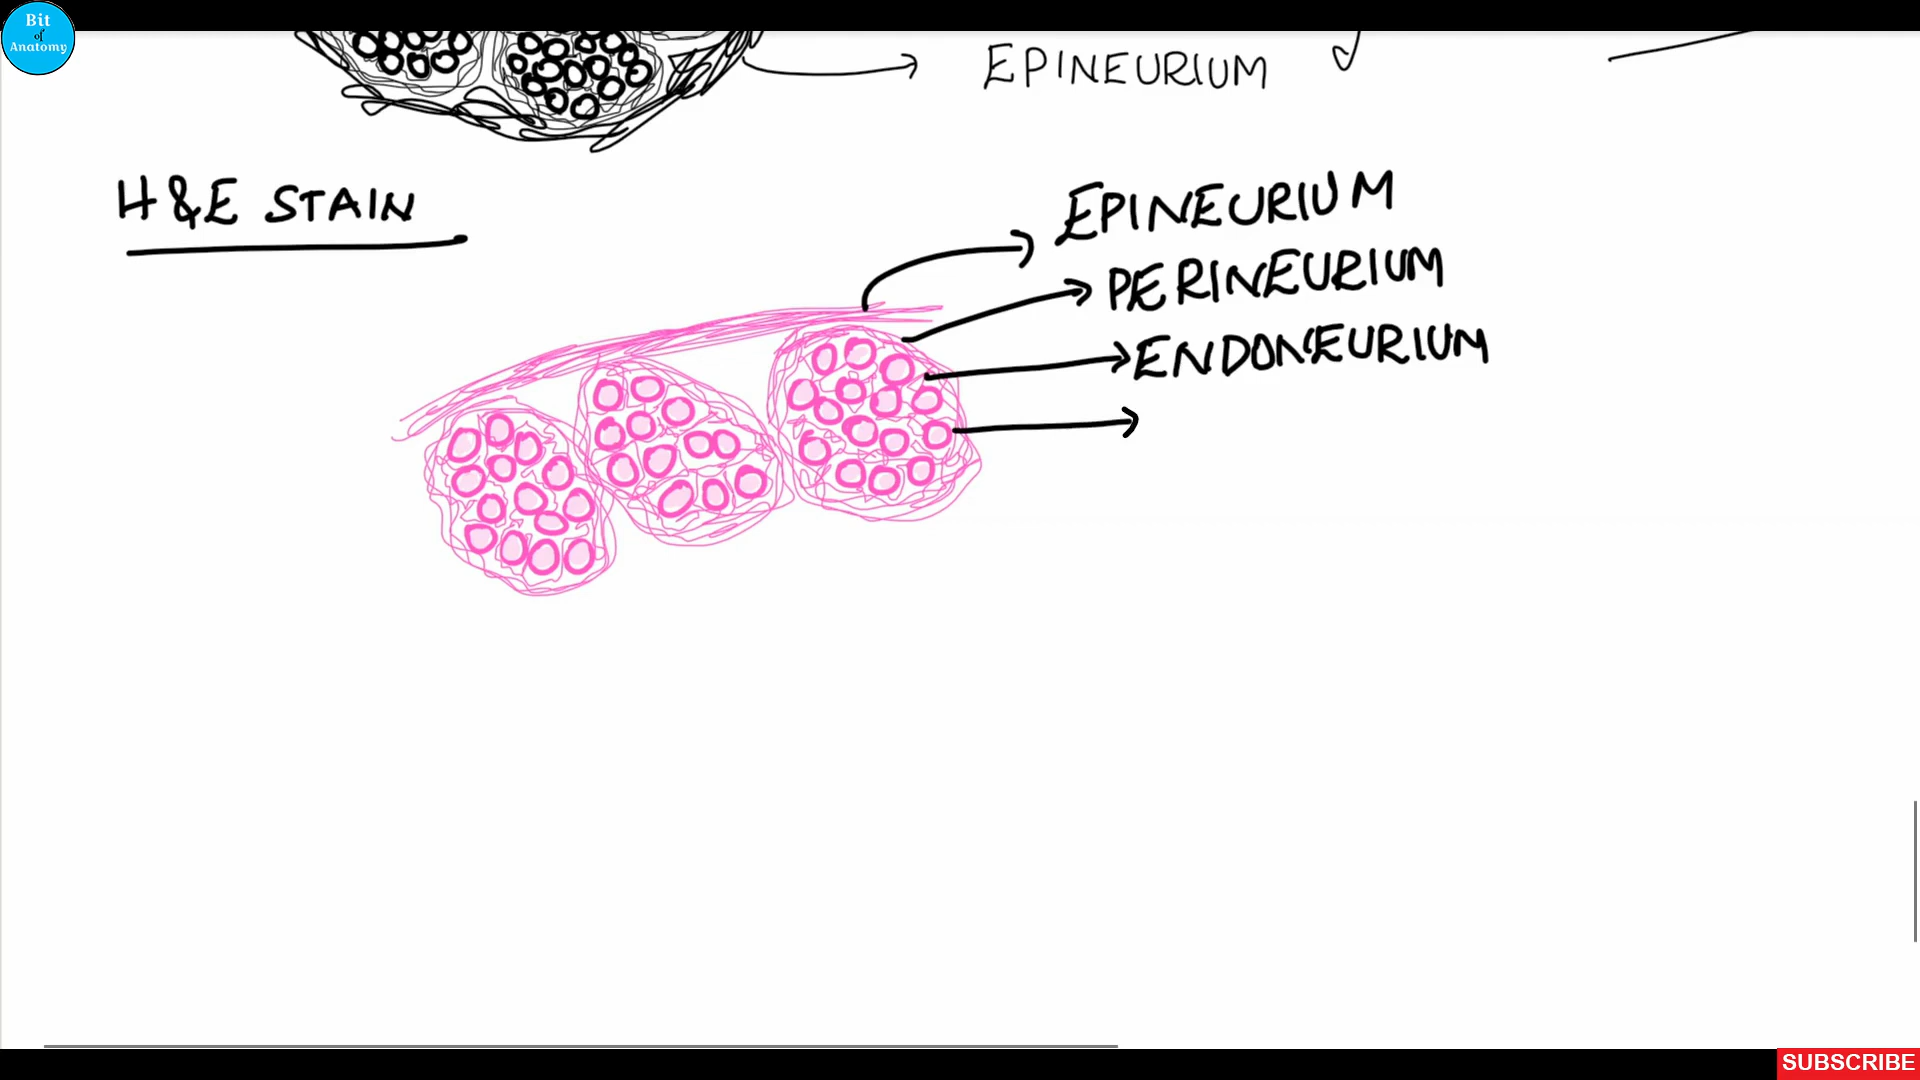 Bit
of
Anatomy
EPINEURIUM
H&E STAIN
EPINEURIUM
PERINEURIUM
ENDONEURIUM
SUBSCRIBE